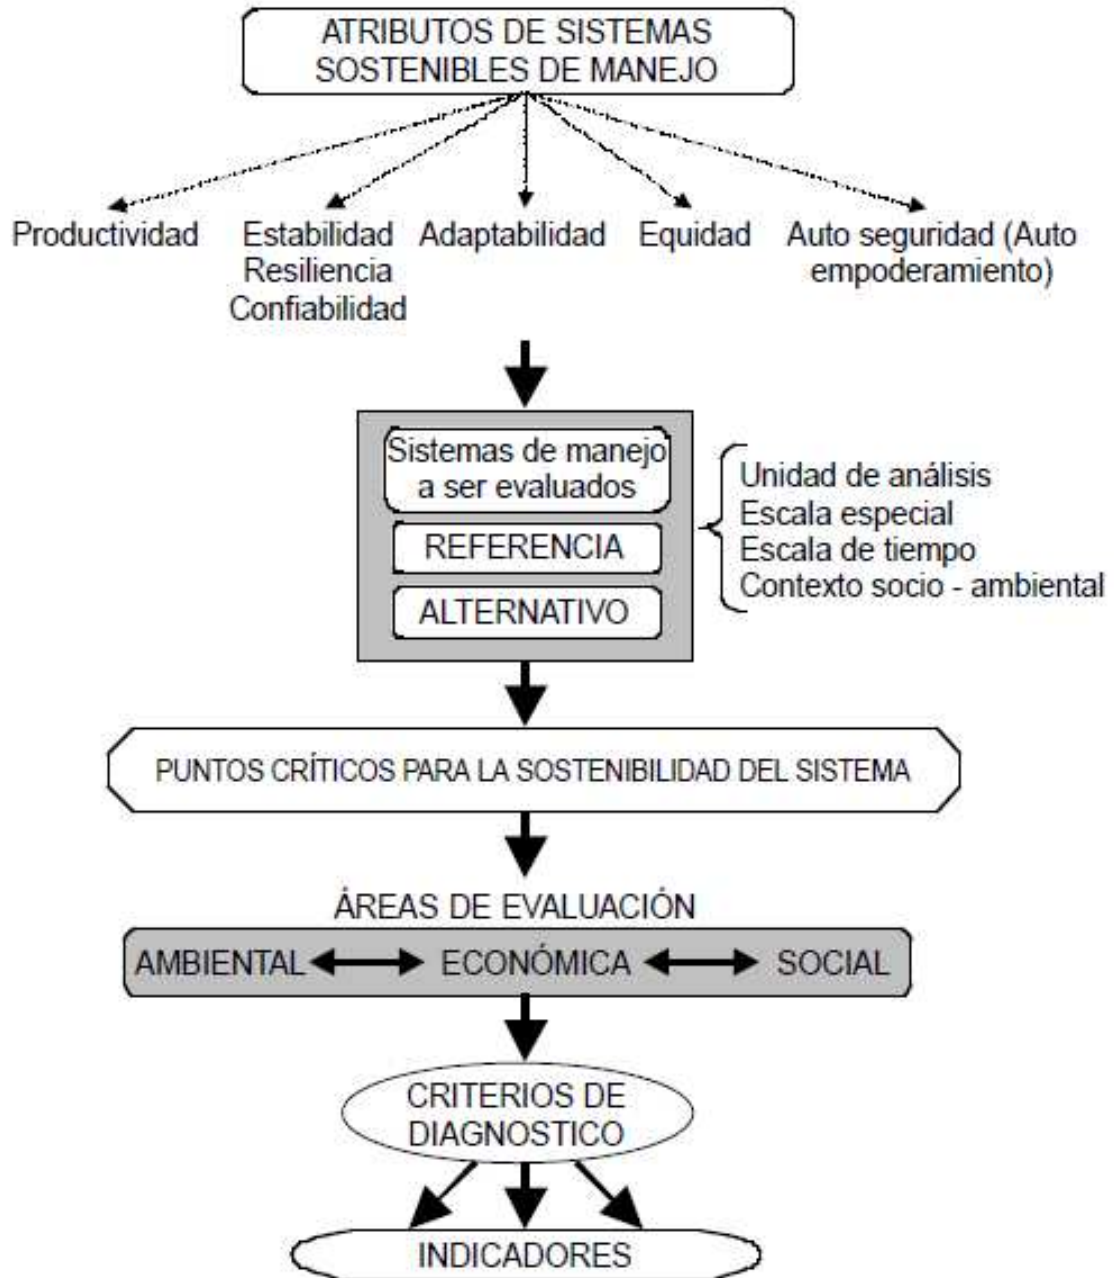 ATRIBUTOS DE SISTEMAS
SOSTENIBLES DE MANEJO
Productividad
Estabilidad
Resiliencia
Confiabilidad
Adaptabilidad
Equidad
Auto seguridad (Auto
empoderamiento)
Sistemas de manejo
a ser evaluados
REFERENCIA
ALTERNATIVO
Unidad de análisis
Escala especial
Escala de tiempo
Contexto socio - ambiental
PUNTOS CRÍTICOS PARA LA SOSTENIBILIDAD DEL SISTEMA
ÁREAS DE EVALUACIÓN
AMBIENTAL ECONÓMICA SOCIAL
CRITERIOS DE
DIAGNOSTICO
INDICADORES